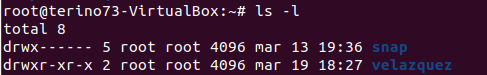 root@terino73-VirtualBox:~# ls -l
total 8
drwx------ 5 root root 4096 mar 13 19:36 snap
drwxr-xr-x 2 root root 4096 mar 19 18:27 velazquez